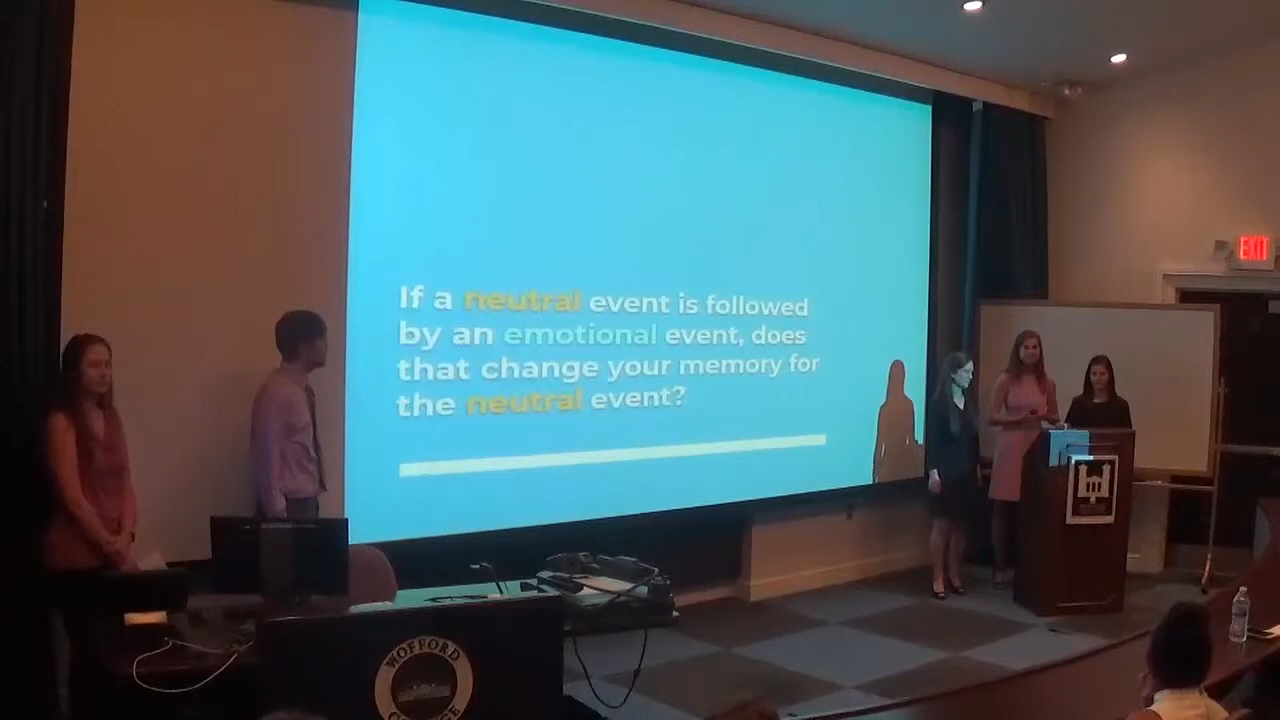 If a neutral event is followed
by an emotional event, does
that change your memory for
the neutral event?
EXIT
WOFFORD
COLLEGE